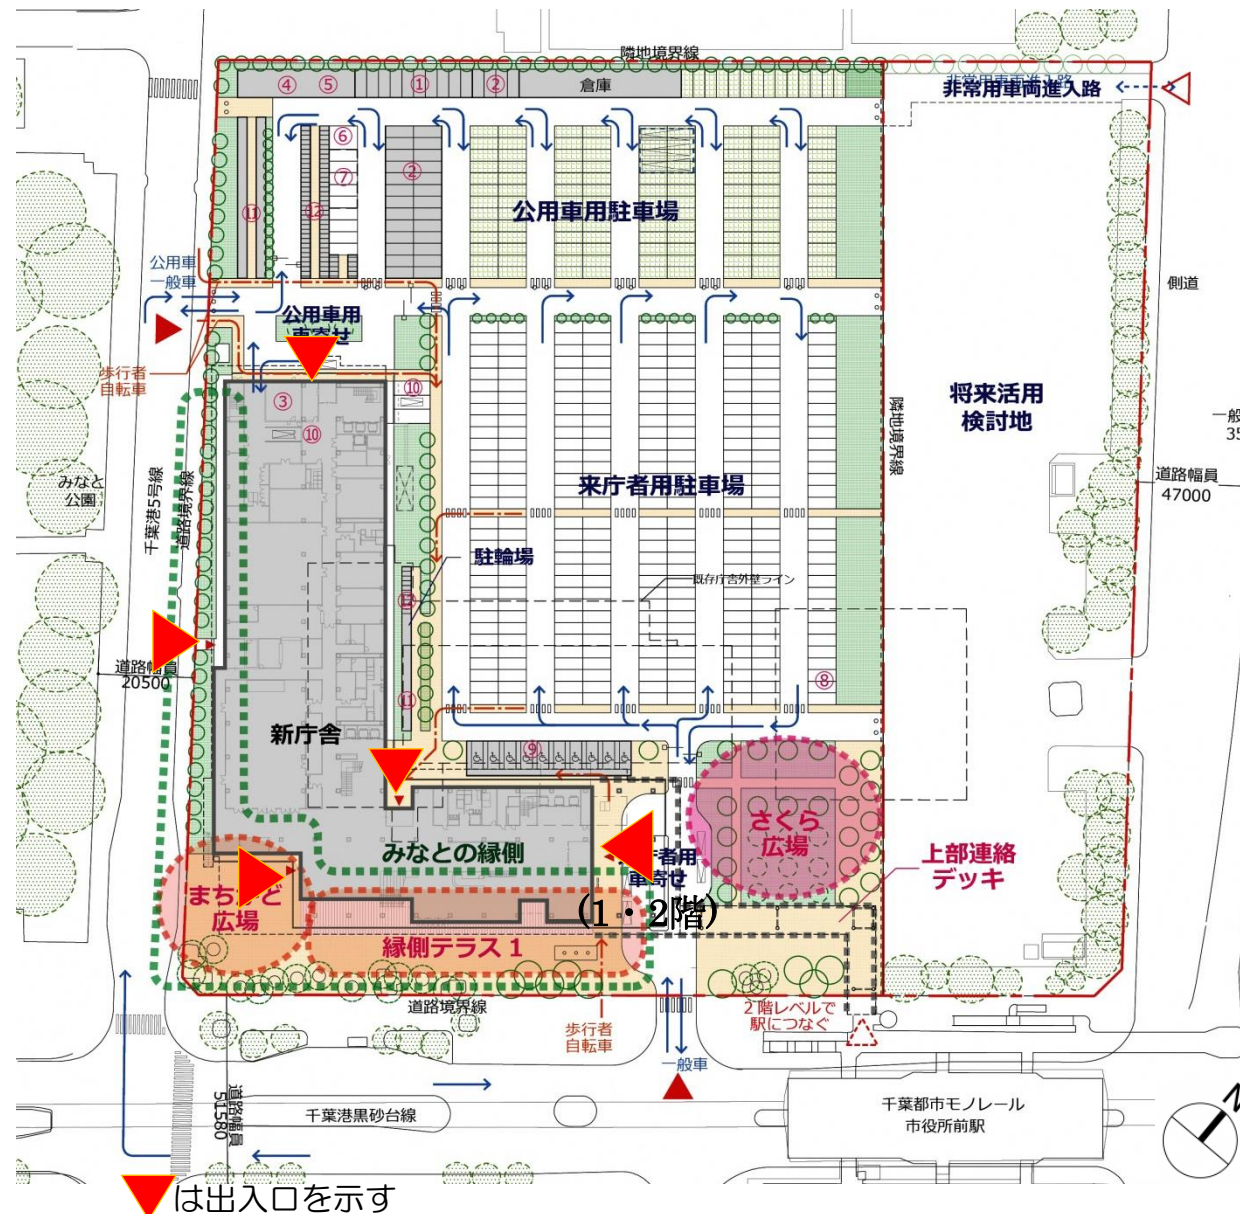 隣地境界線
非常用車両進入路
④ ⑤ ① ② 倉庫
⑥
⑦
②
⑪
⑫
公用車用駐車場
公用車
一般車
側道
公用車用
車寄せ
歩行者
自転車
③
⑩
⑩
将来活用
検討地
隣地境界線
みなと
公園
千葉港5号線
道路境界線
来庁者用駐車場
道路幅員
47000
一般
35
駐輪場
既存庁舎外壁ライン
⑫
道路幅員
20500
⑪
⑧
新庁舎
⑨
さくら
広場
みなとの縁側
車寄せ
(1・2階)
上部連絡
デッキ
広場
縁側テラス 1
道路境界線
歩行者
自転車
一般車
2階レベルで
駅につなぐ
道路幅員
51580
千葉港黒砂台線
千葉都市モノレール
市役所前駅
N
は出入口を示す